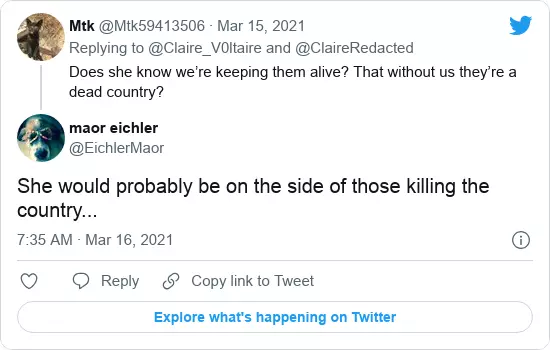 Mtk @Mtk59413506 · Mar 15, 2021
Replying to @Claire_V0ltaire and @ClaireRedacted
Does she know we’re keeping them alive? That without us they’re a
dead country?
maor eichler
@EichlerMaor
She would probably be on the side of those killing the
country...
7:35 AM · Mar 16, 2021
Reply
Copy link to Tweet
Explore what's happening on Twitter